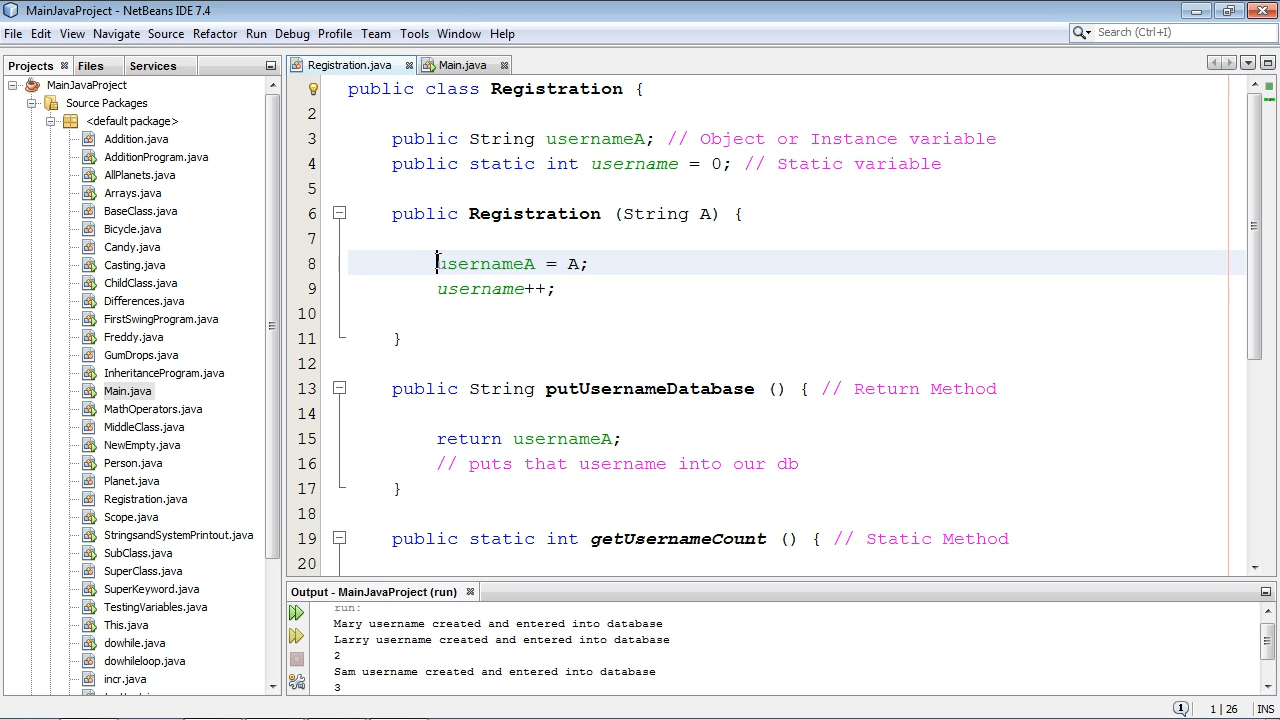 MainJavaProject - NetBeans IDE 7.4
File Edit View Navigate Source Refactor Run Debug Profile Team Tools Window Help
Search (Ctrl+I)
Projects Files Services
MainJavaProject
Source Packages
<default package>
Addition.java
AdditionProgram.java
AllPlanets.java
Arrays.java
BaseClass.java
Bicycle.java
Candy.java
Casting.java
ChildClass.java
Differences.java
FirstSwingProgram.java
Freddy.java
GumDrops.java
InheritanceProgram.java
Main.java
MathOperators.java
MiddleClass.java
NewEmpty.java
Person.java
Planet.java
Registration.java
Scope.java
StringsandSystemPrintout.java
SubClass.java
SuperClass.java
SuperKeyword.java
TestingVariables.java
This.java
dowhile.java
dowhileloop.java
incr.java
Registration.java Main.java
public class Registration {
2
3 public String usernameA; // Object or Instance variable
4 public static int username = 0; // Static variable
5
6 public Registration (String A) {
7
8 usernameA = A;
9 username++;
10
11 }
12
13 public String putUsernameDatabase () { // Return Method
14
15 return usernameA;
16 // puts that username into our db
17 }
18
19 public static int getUsernameCount () { // Static Method
20
Output - MainJavaProject (run)
run:
Mary username created and entered into database
Larry username created and entered into database
2
Sam username created and entered into database
3
1 1 | 26 INS